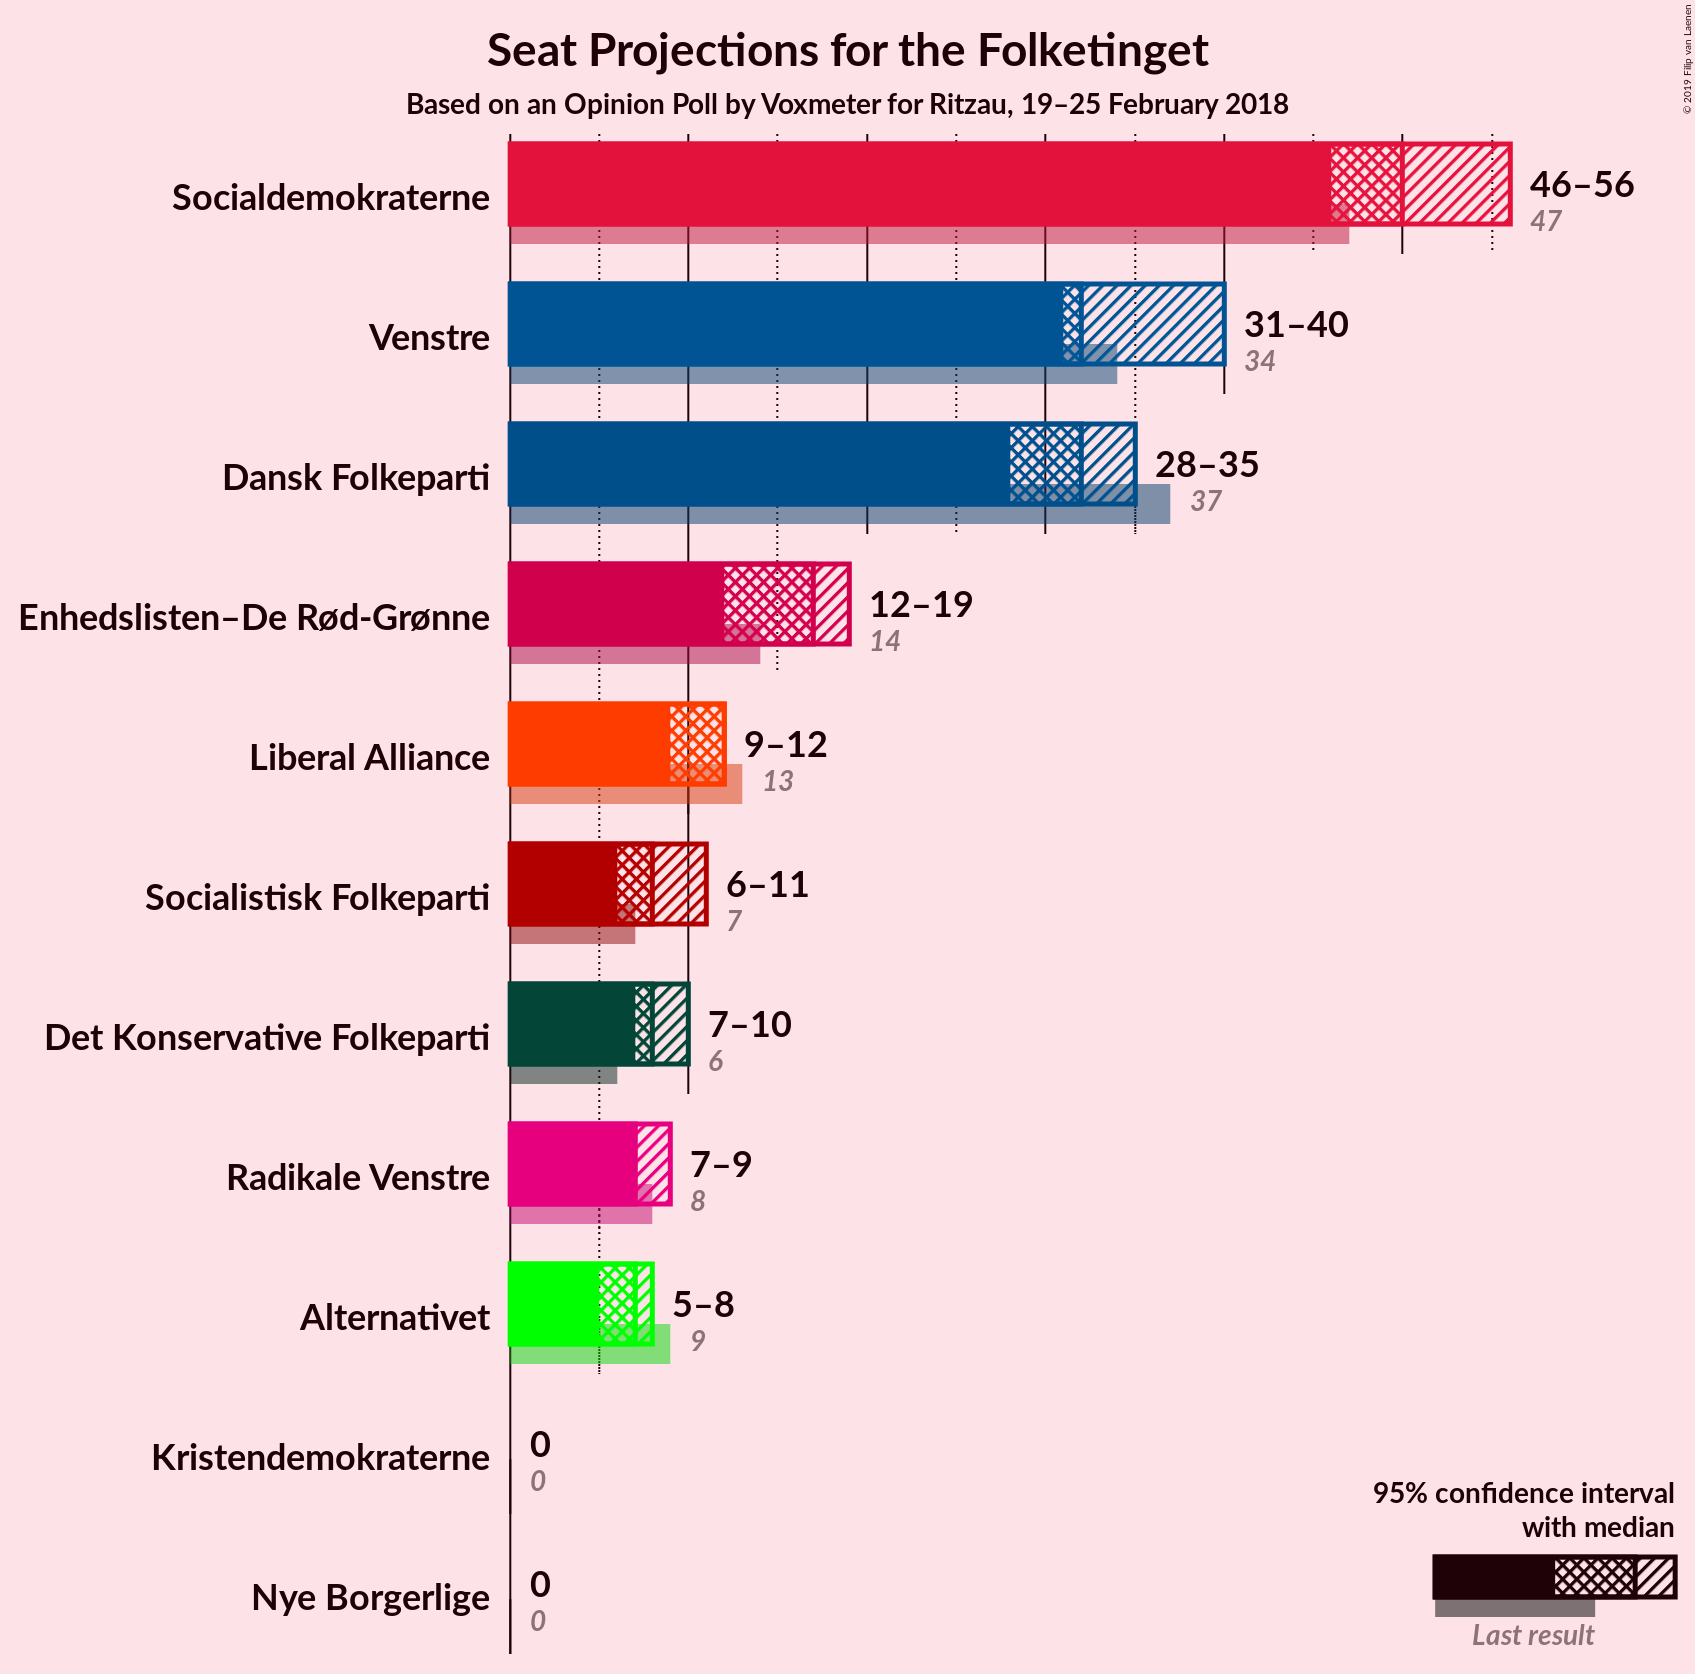 Seat Projections for the Folketinget
Based on an Opinion Poll by Voxmeter for Ritzau, 19–25 February 2018
© 2019 Filip van Laenen
Socialdemokraterne
46–56
47
Venstre
31–40
34
Dansk Folkeparti
28–35
37
Enhedslisten–De Rød-Grønne
12–19
14
Liberal Alliance
9–12
13
Socialistisk Folkeparti
6–11
7
Det Konservative Folkeparti
7–10
6
Radikale Venstre
7–9
8
Alternativet
5–8
9
Kristendemokraterne
0
0
Nye Borgerlige
0
0
95% confidence interval
with median
Last result